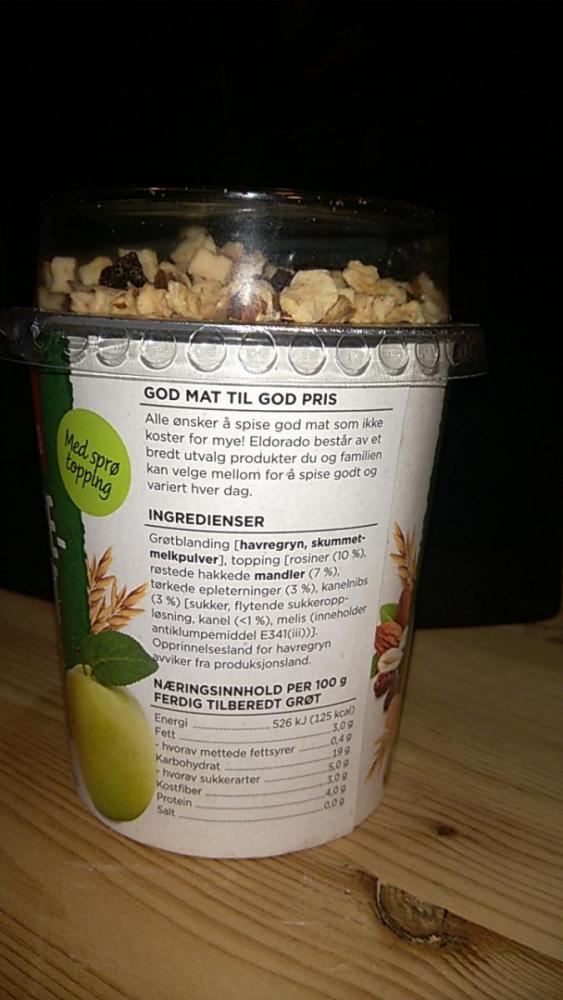 Med sprø
topping
GOD MAT TIL GOD PRIS
Alle ønsker å spise god mat som ikke
koster for mye! Eldorado består av et
bredt utvalg produkter du og familien
kan velge mellom for å spise godt og
variert hver dag.
INGREDIENSER
Grøtblanding [havregryn, skummet-
melkpulver], topping [rosiner (10 %),
røstede hakkede mandler (7 %),
tørkede epleterninger (3 %), kanelnibs
(3 %) [sukker, flytende sukkeropp-
løsning, kanel (<1 %), melis (inneholder
antiklumpemiddel E341(iii))].
Opprinnelsesland for havregryn
avviker fra produksjonsland.
NÆRINGSINNHOLD PER 100 g
FERDIG TILBEREDT GRØT
Energi 526 kJ (125 kcal)
Fett 3,0 g
- hvorav mettede fettsyrer 0,4 g
Karbohydrat 19 g
- hvorav sukkerarter 5,0 g
Kostfiber 3,0 g
Protein 4,0 g
Salt 0,0 g